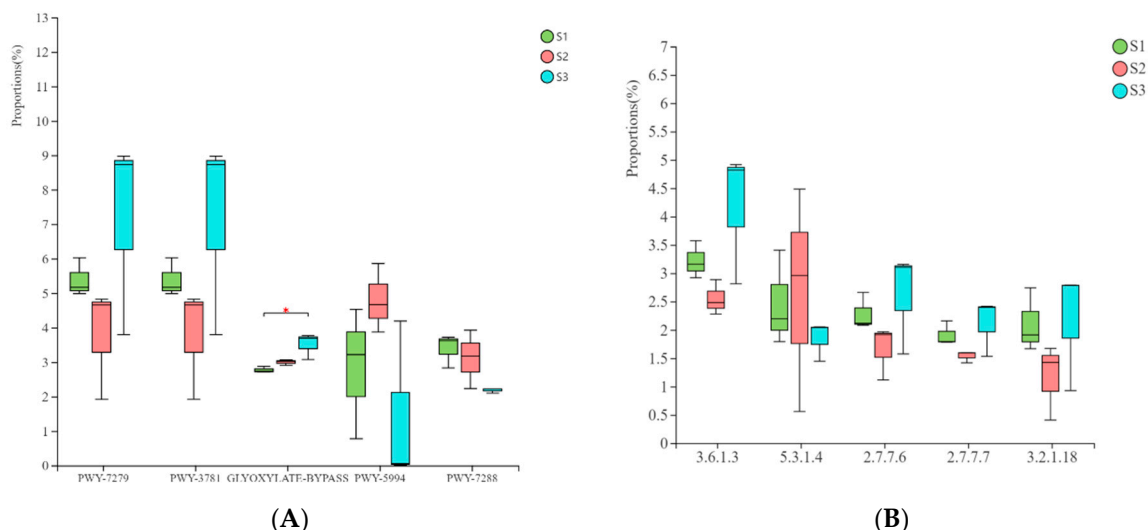 13
12
11
10
9
8
7
6
5
4
3
2
1
0
Proportions(%)
S1
S2
S3
*
PWY-7279 PWY-3781 GLYOXYLATE-BYPASS PWY-5994 PWY-7288
(A)
7
6.5
6
5.5
5
4.5
4
3.5
3
2.5
2
1.5
1
0.5
0
Proportions(%)
S1
S2
S3
3.6.1.3 5.3.1.4 2.7.7.6 2.7.7.7 3.2.1.18
(B)